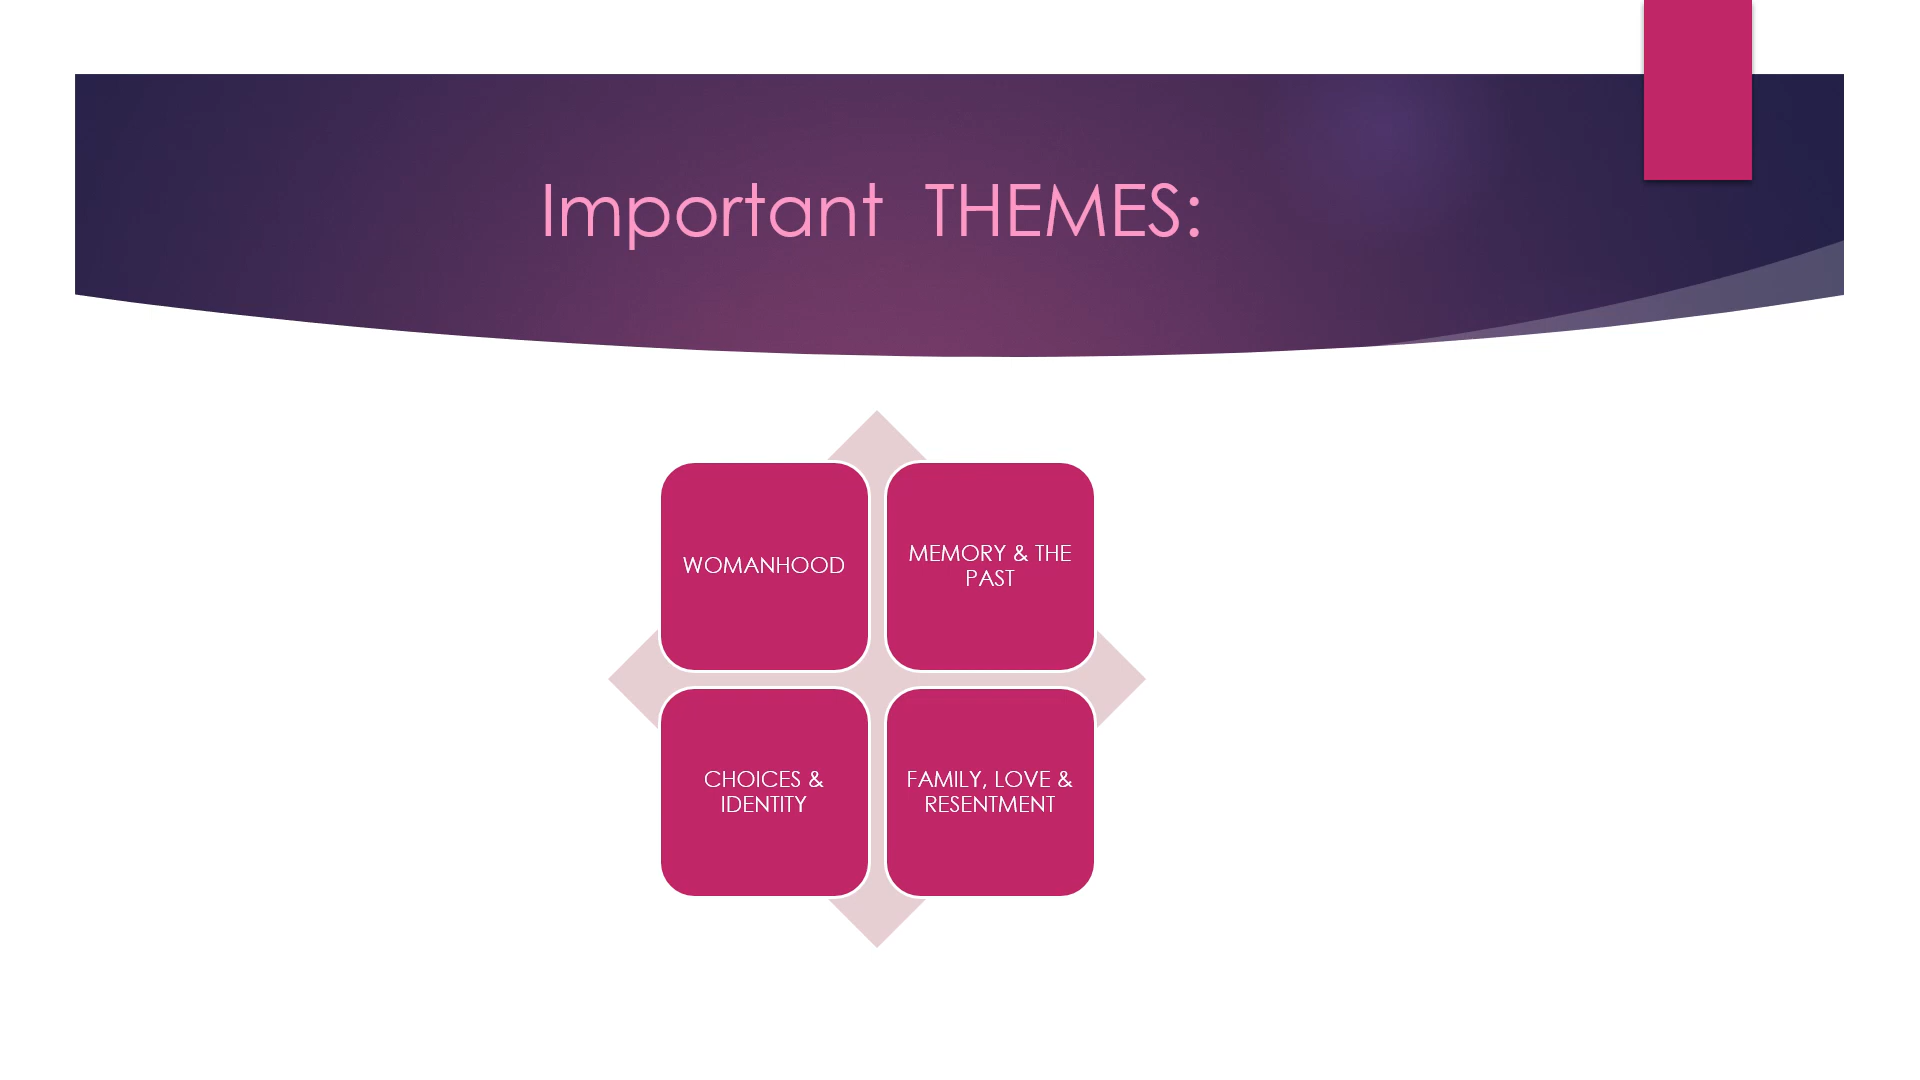 Important  THEMES:
WOMANHOOD
MEMORY & THE
PAST
CHOICES &
IDENTITY
FAMILY, LOVE &
RESENTMENT